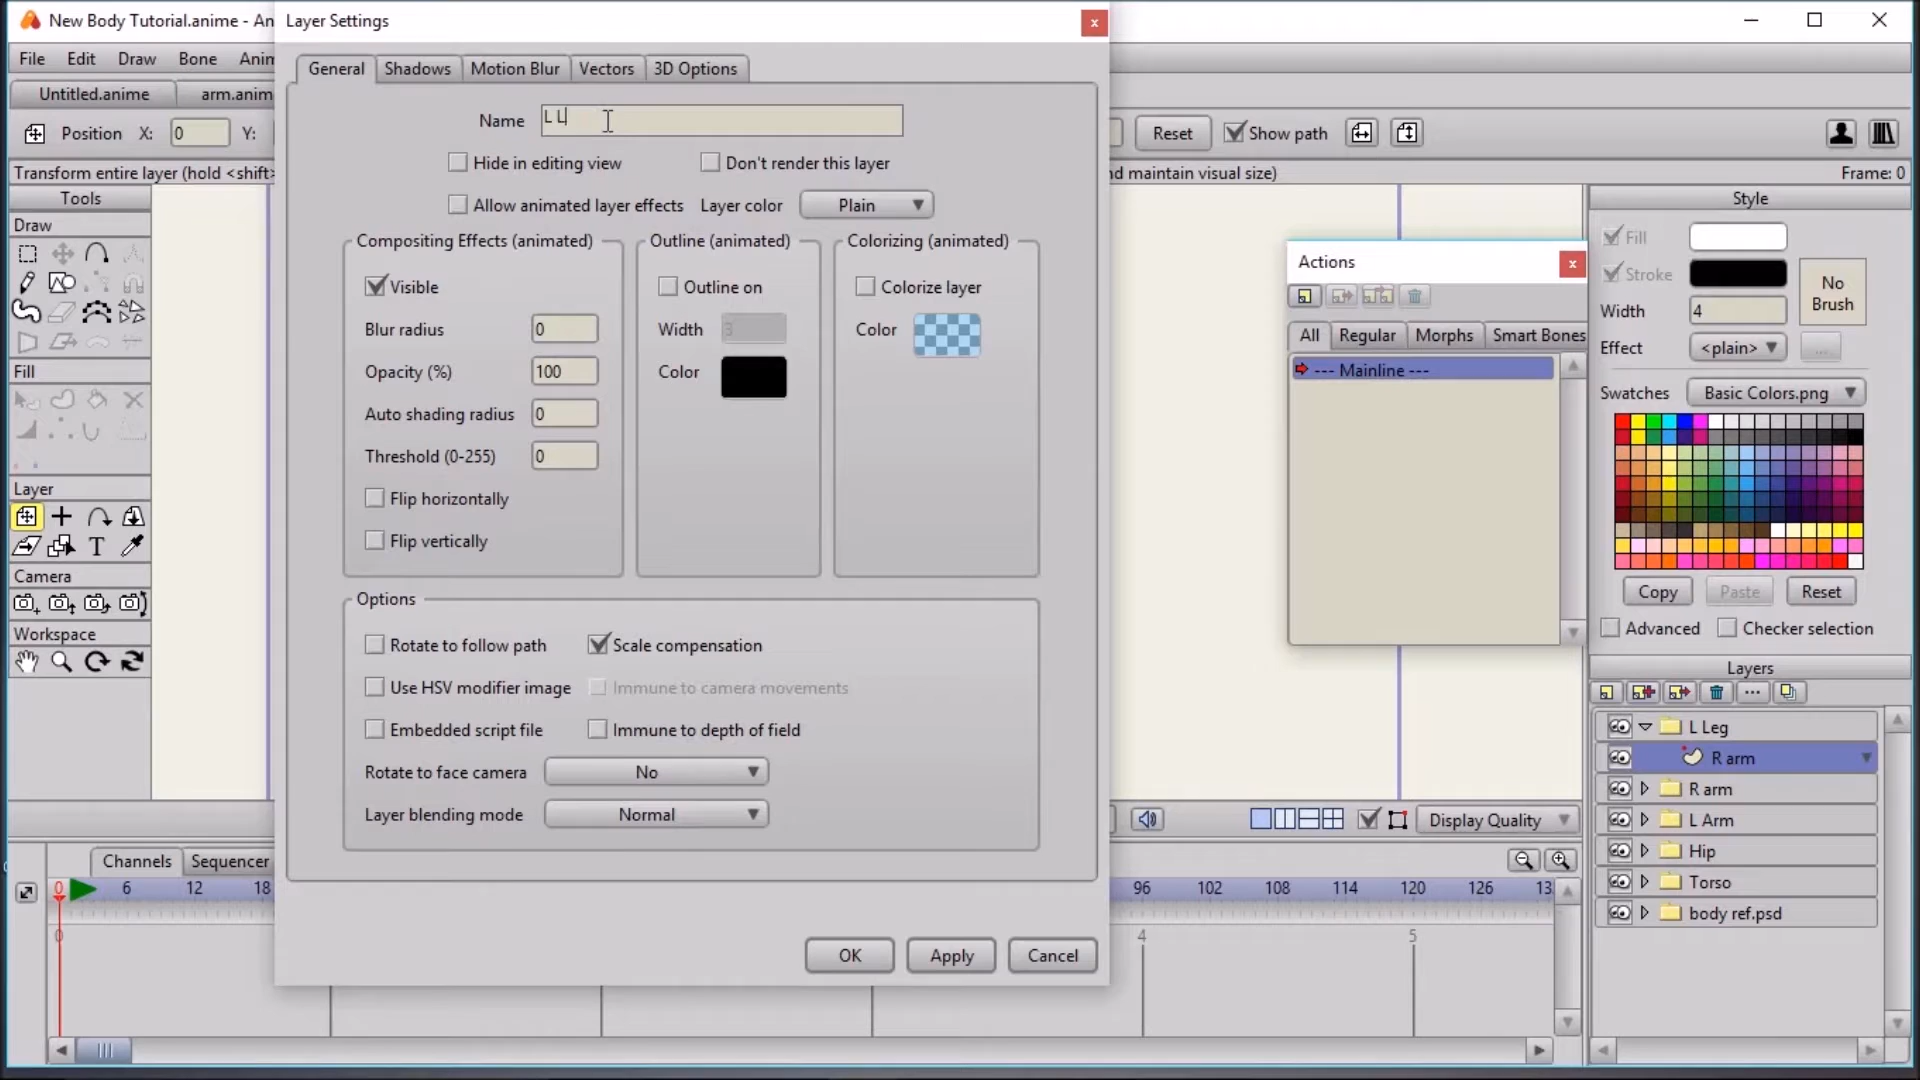 New Body Tutorial.anime - An
Layer Settings
File Edit Draw Bone Anim
Untitled.anime arm.anim
Position X: 0 Y:
Reset Show path
Transform entire layer (hold <shift> nd maintain visual size) Frame: 0
General Shadows Motion Blur Vectors 3D Options
Name L L
Hide in editing view Don't render this layer
Allow animated layer effects Layer color Plain
Compositing Effects (animated)
Visible
Blur radius 0
Opacity (%) 100
Auto shading radius 0
Threshold (0-255) 0
Flip horizontally
Flip vertically
Outline (animated)
Outline on
Width 3
Color
Colorizing (animated)
Colorize layer
Color
Options
Rotate to follow path Scale compensation
Use HSV modifier image Immune to camera movements
Embedded script file Immune to depth of field
Rotate to face camera No
Layer blending mode Normal
OK Apply Cancel
Tools
Draw
Fill
Layer
T
Camera
Workspace
Actions
All Regular Morphs Smart Bones
--- Mainline ---
Style
Fill
Stroke
No
Brush
Width 4
Effect <plain> ...
Swatches Basic Colors.png
Copy Paste Reset
Advanced Checker selection
Layers
L Leg
R arm
R arm
L Arm
Hip
Torso
body ref.psd
Display Quality
Channels Sequencer
0 6 12 18 96 102 108 114 120 126 13
0 4 5